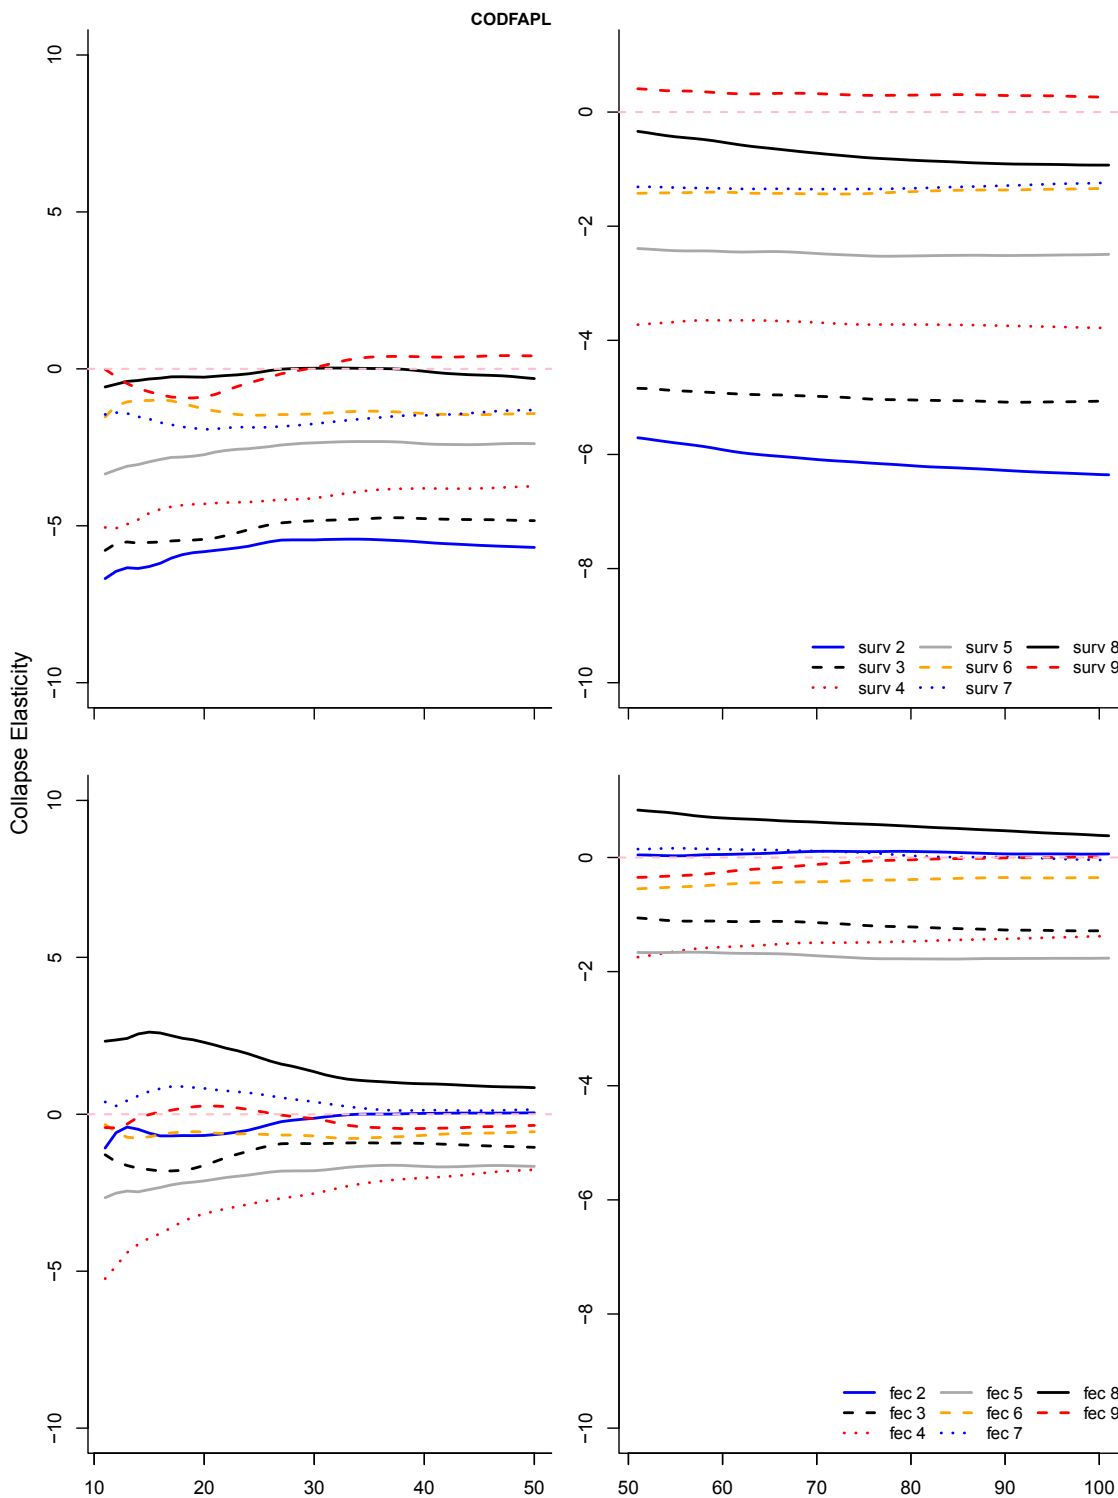 CODFAPL
Collapse Elasticity
10
5
0
−5
−10
10
20
30
40
50
0
−2
−4
−6
−8
−10
surv 2
surv 5
surv 8
surv 3
surv 6
surv 9
surv 4
surv 7
10
5
0
−5
−10
0
−2
−4
−6
−8
−10
fec 2
fec 5
fec 8
fec 3
fec 6
fec 9
fec 4
fec 7
50
60
70
80
90
100